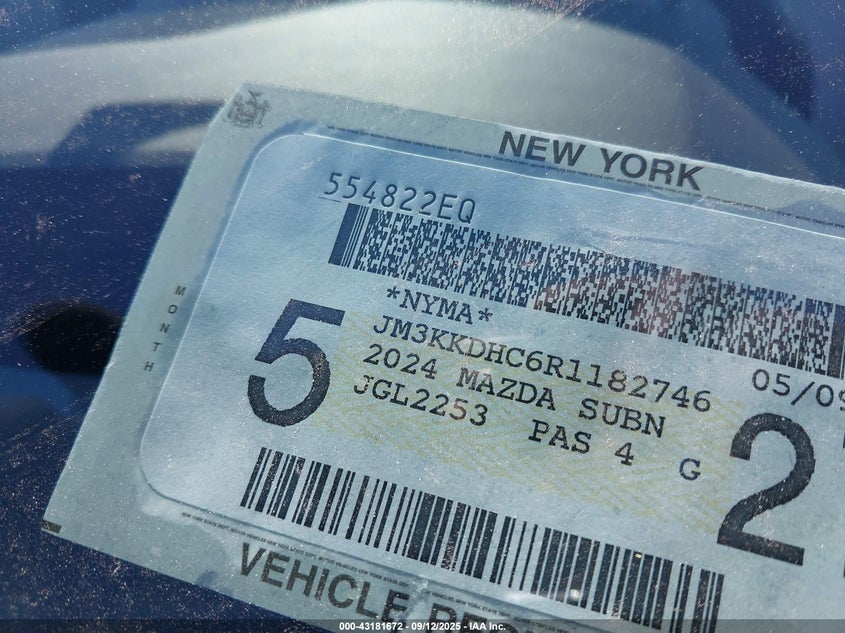 NEW YORK
554822EQ
*NYMA*
JM3KKDHC6R1182746
05/09
2024 MAZDA SUBN
JGL2253 PAS 4 G
MONTH
5
2
VEHICLE
000-43181672 - 09/12/2025 - IAA Inc.